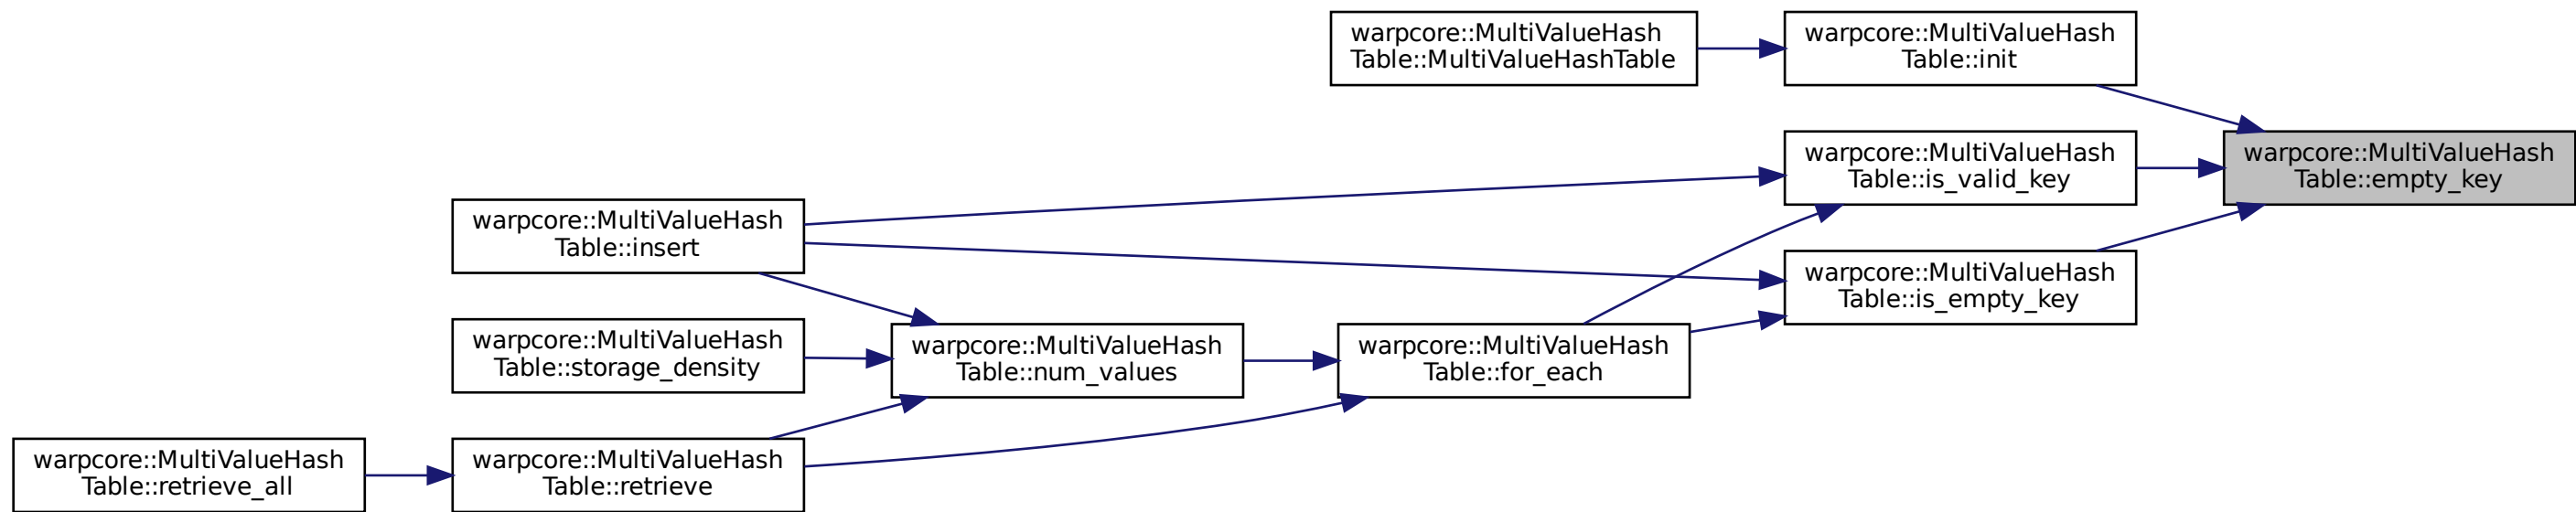 warpcore::MultiValueHash
Table::MultiValueHashTable
warpcore::MultiValueHash
Table::init
warpcore::MultiValueHash
Table::is_valid_key
warpcore::MultiValueHash
Table::empty_key
warpcore::MultiValueHash
Table::insert
warpcore::MultiValueHash
Table::is_empty_key
warpcore::MultiValueHash
Table::storage_density
warpcore::MultiValueHash
Table::num_values
warpcore::MultiValueHash
Table::for_each
warpcore::MultiValueHash
Table::retrieve_all
warpcore::MultiValueHash
Table::retrieve